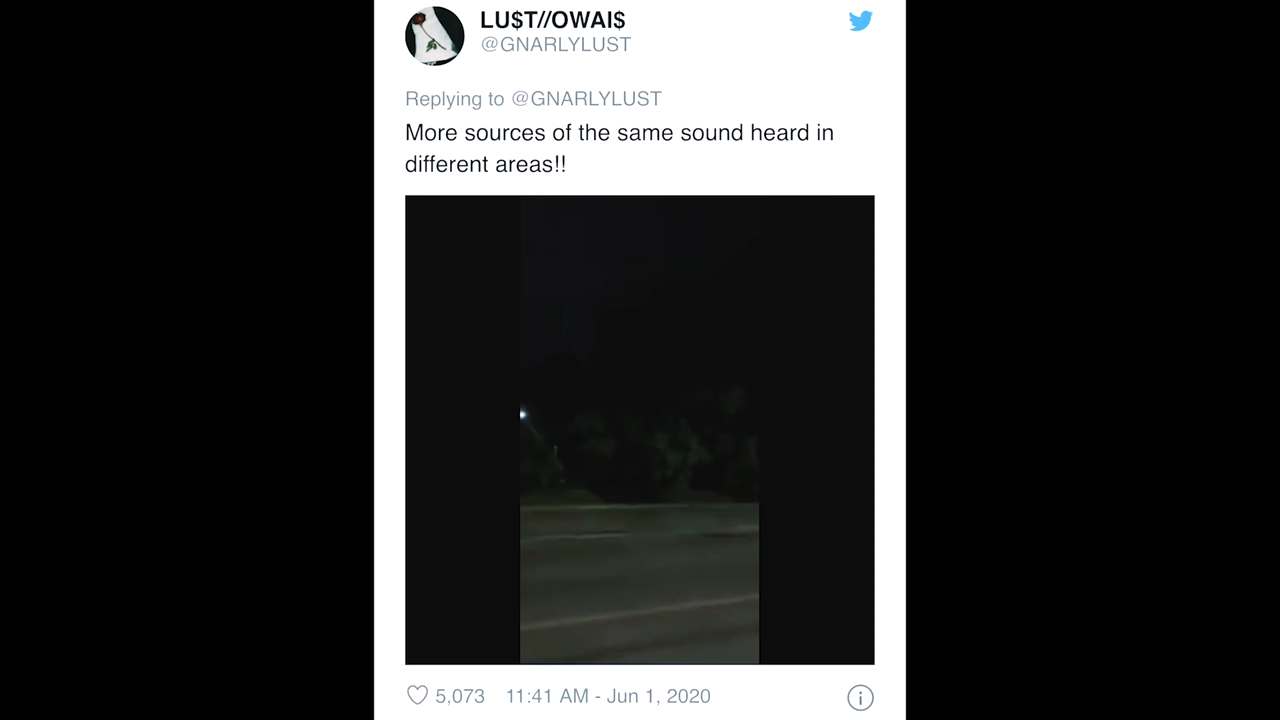 LU$T//OWAI$
@GNARLYLUST
Replying to @GNARLYLUST
More sources of the same sound heard in
different areas!!
5,073 11:41 AM - Jun 1, 2020